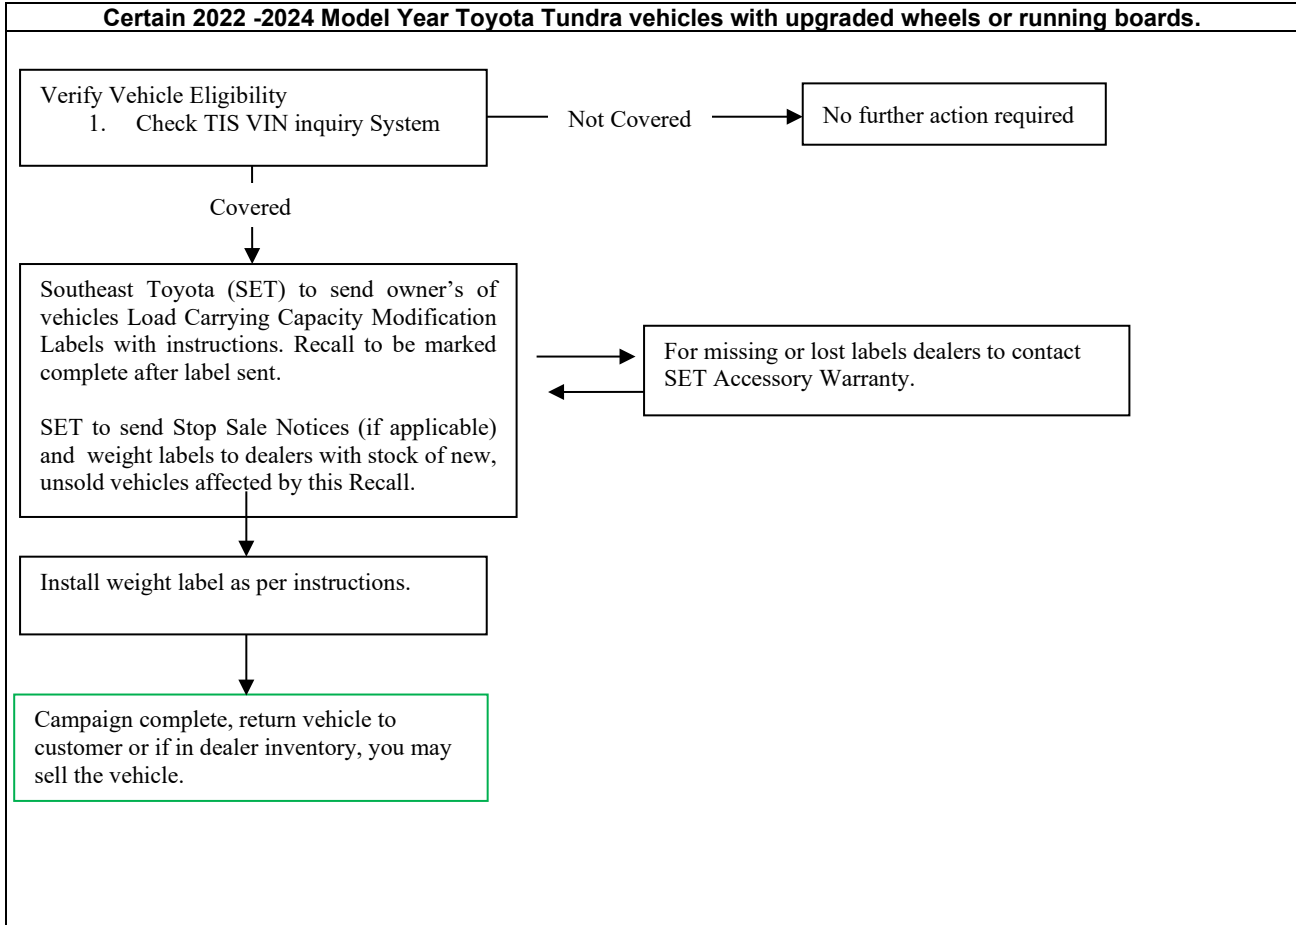 Certain 2022 -2024 Model Year Toyota Tundra vehicles with upgraded wheels or running boards.
Verify Vehicle Eligibility
1. Check TIS VIN inquiry System
Not Covered
No further action required
Covered
Southeast Toyota (SET) to send owner’s of
vehicles Load Carrying Capacity Modification
Labels with instructions. Recall to be marked
complete after label sent.
SET to send Stop Sale Notices (if applicable)
and weight labels to dealers with stock of new,
unsold vehicles affected by this Recall.
For missing or lost labels dealers to contact
SET Accessory Warranty.
Install weight label as per instructions.
Campaign complete, return vehicle to
customer or if in dealer inventory, you may
sell the vehicle.